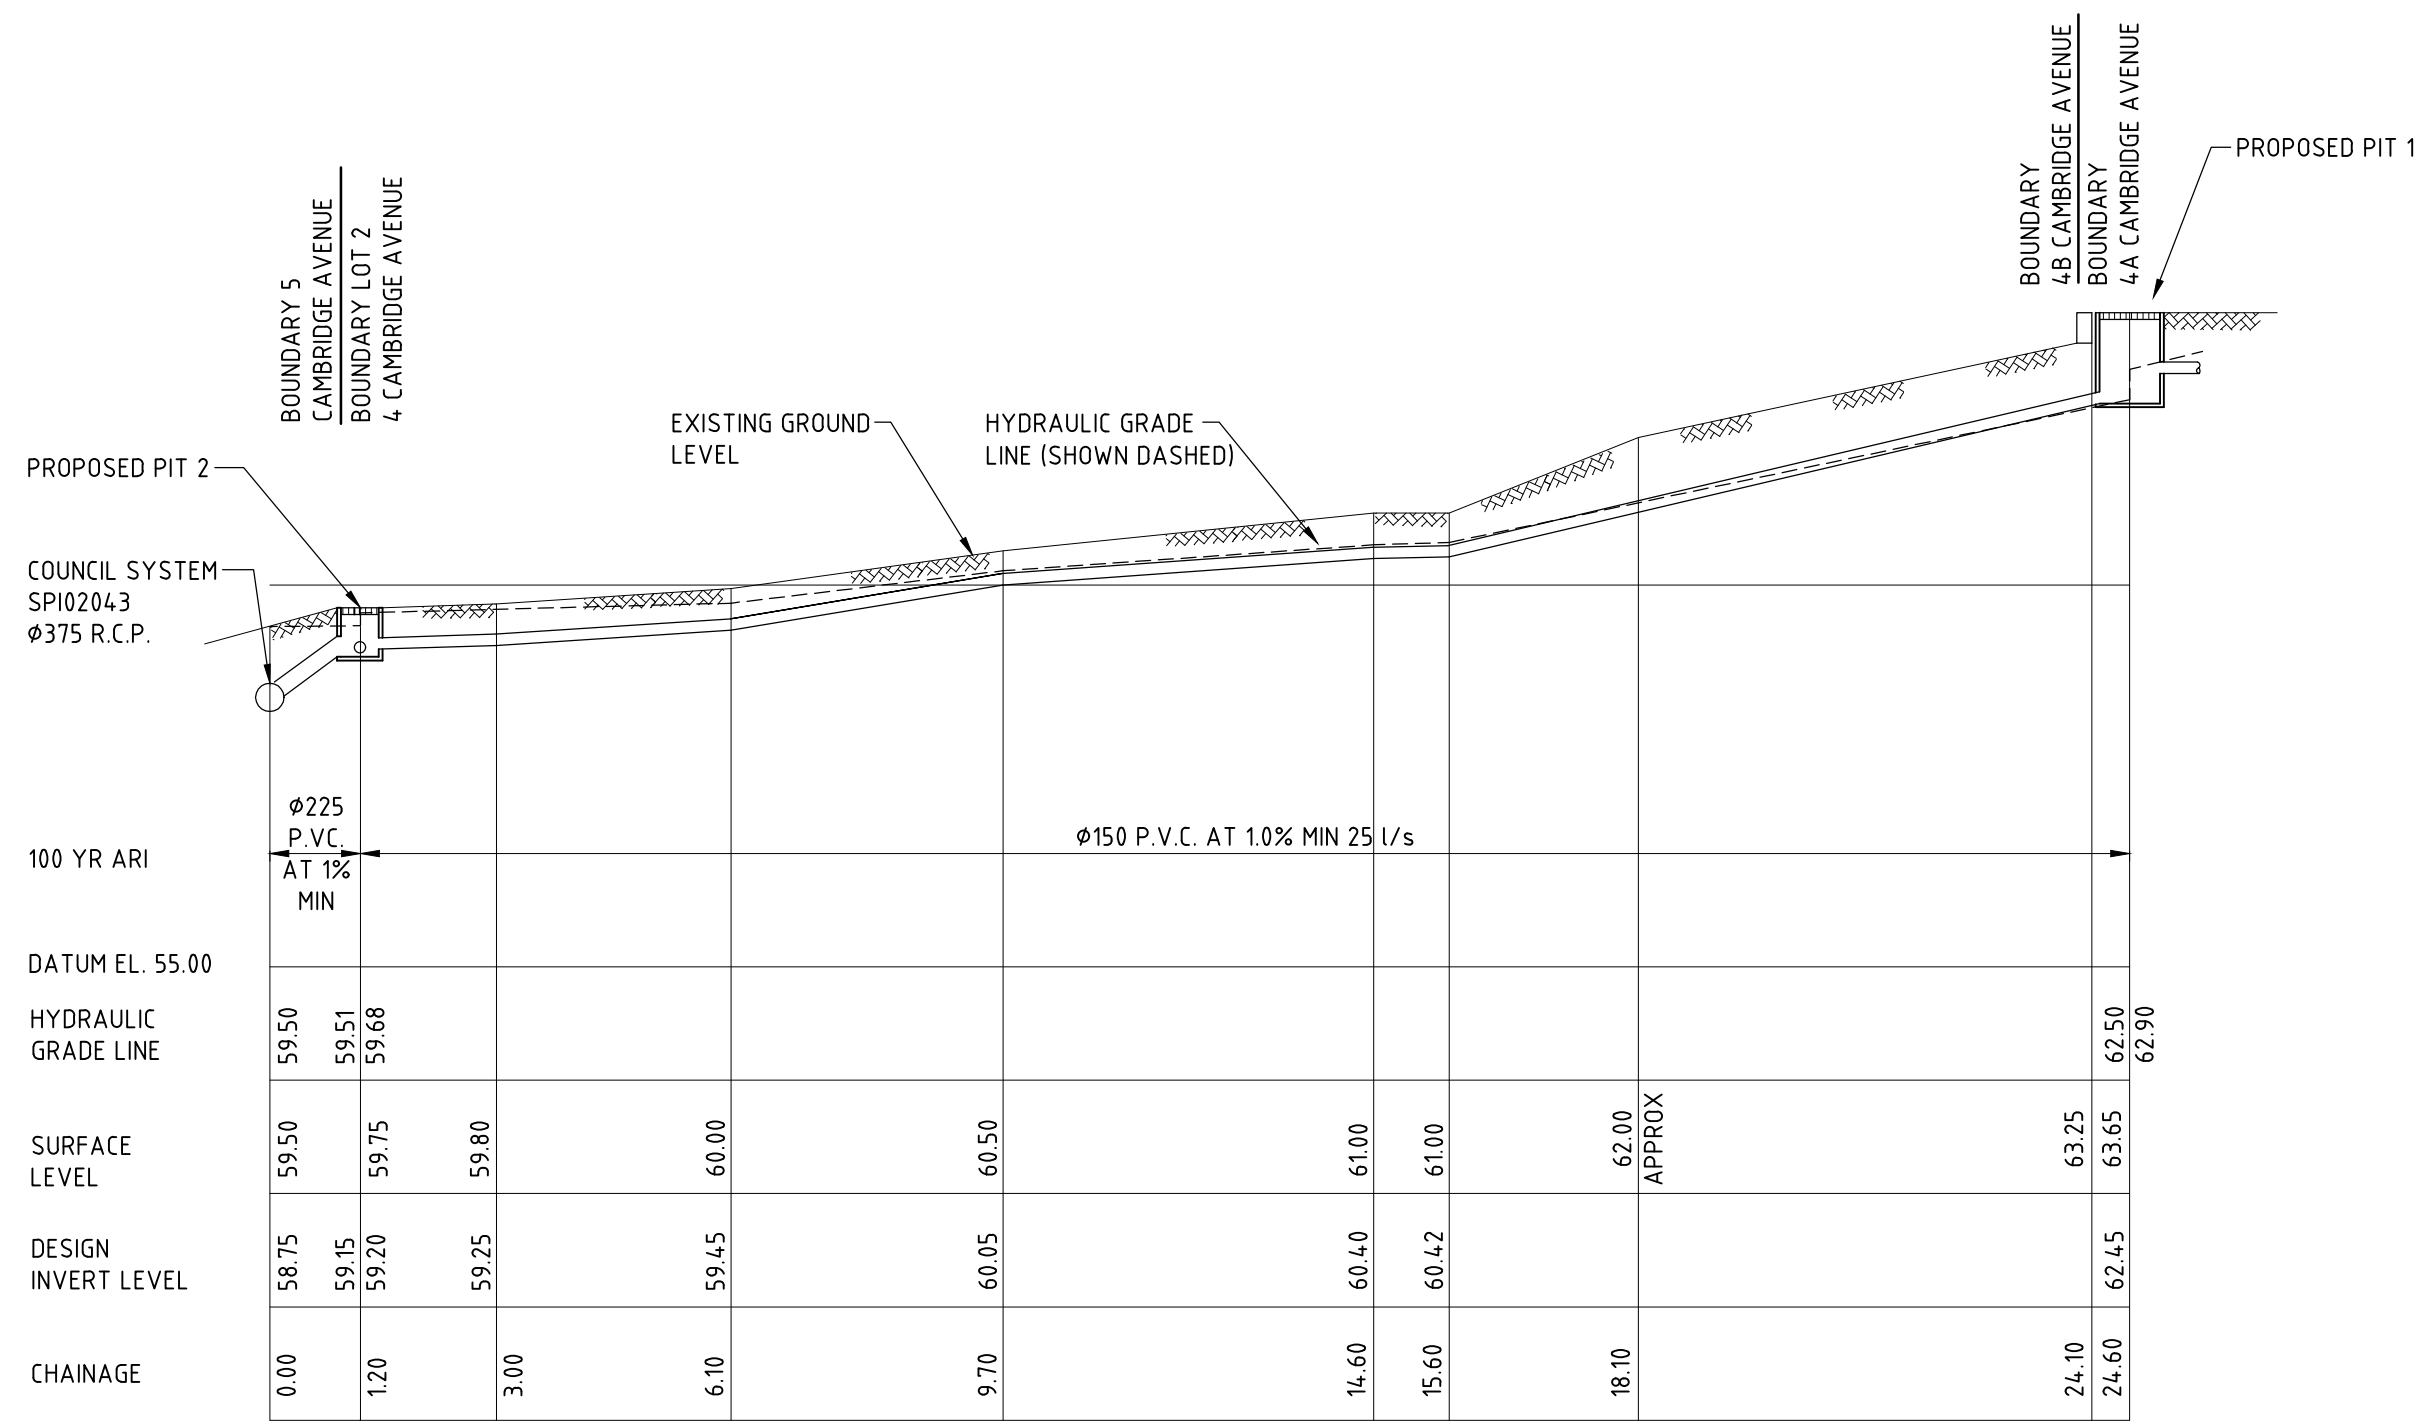 BOUNDARY 5
CAMBRIDGE AVENUE
BOUNDARY LOT 2
4 CAMBRIDGE AVENUE
BOUNDARY
4B CAMBRIDGE AVENUE
BOUNDARY
4A CAMBRIDGE AVENUE
PROPOSED PIT 1
EXISTING GROUND
LEVEL
HYDRAULIC GRADE
LINE (SHOWN DASHED)
PROPOSED PIT 2
COUNCIL SYSTEM
SPI02043
Ø375 R.C.P.
Ø225
P.VC.
AT 1%
MIN
Ø150 P.V.C. AT 1.0% MIN 25 l/s
100 YR ARI
DATUM EL. 55.00
HYDRAULIC
GRADE LINE
59.50
59.51
59.68
62.50
62.90
SURFACE
LEVEL
59.50
59.75
59.80
60.00
60.50
61.00
61.00
62.00
APPROX
63.25
63.65
DESIGN
INVERT LEVEL
58.75
59.15
59.20
59.25
59.45
60.05
60.40
60.42
62.45
CHAINAGE
0.00
1.20
3.00
6.10
9.70
14.60
15.60
18.10
24.10
24.60